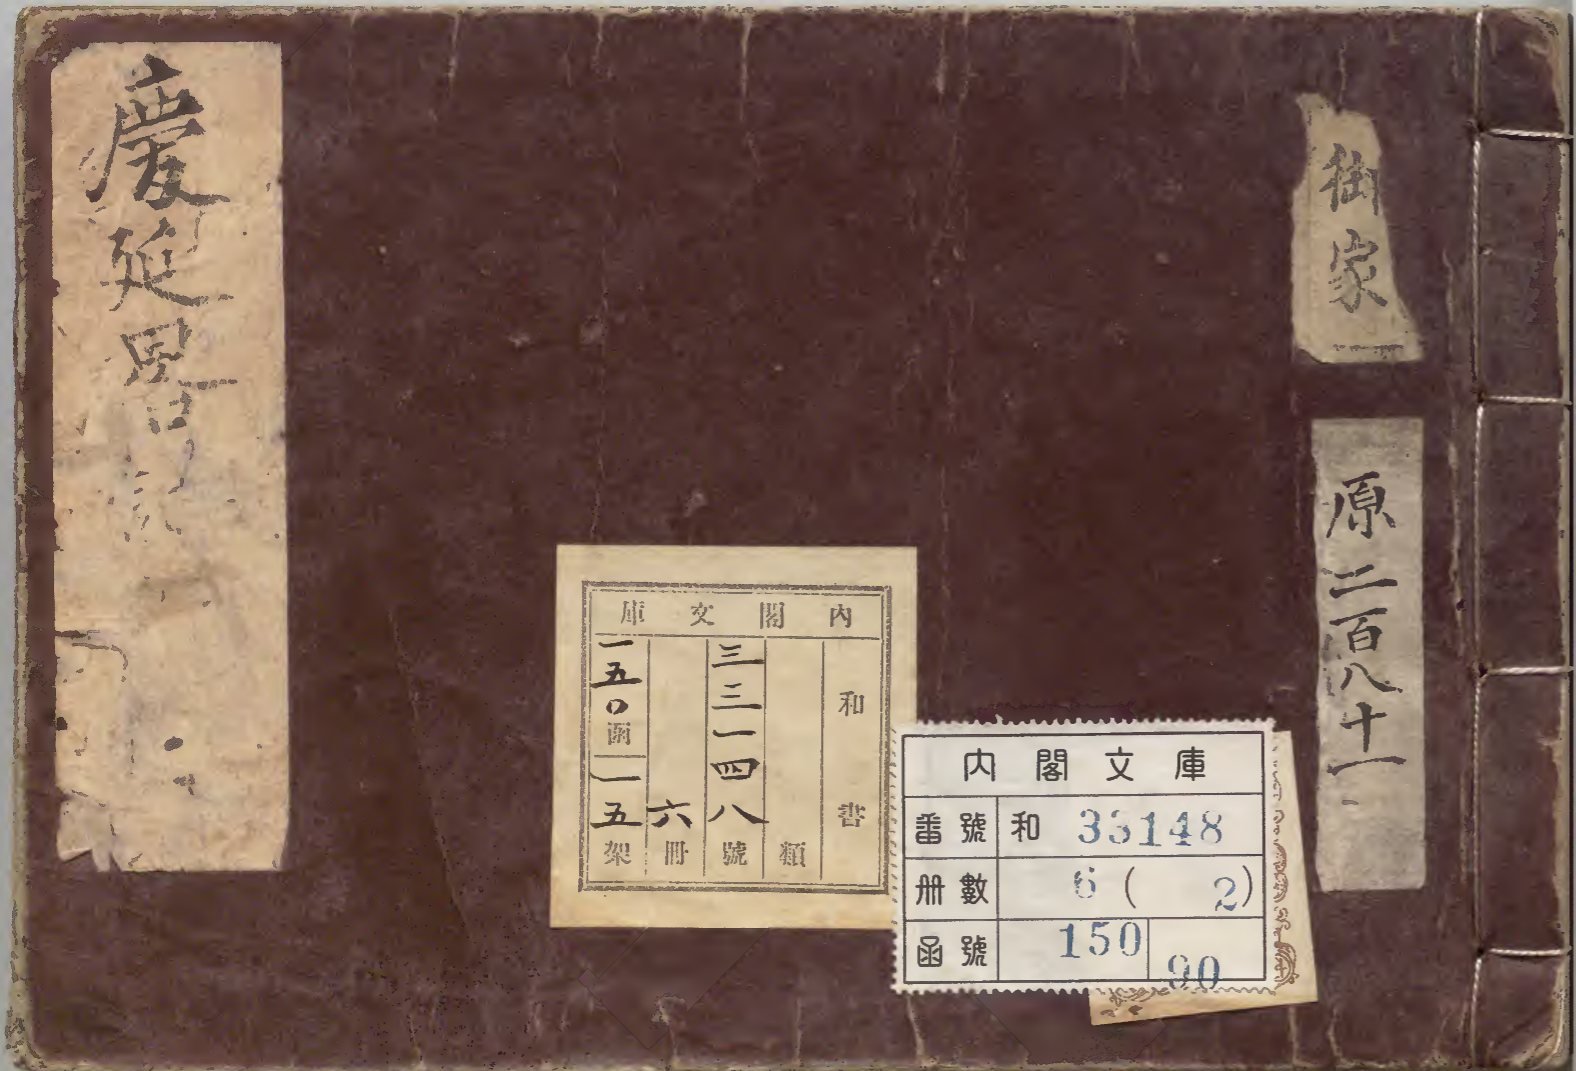 慶延畧記
御家
原二百八十一
内閣文庫
和書
類
三三一四八號
六冊
一五〇函
一五架
内閣文庫
番號 和 33148
冊數 6 ( 2)
函號 150 90